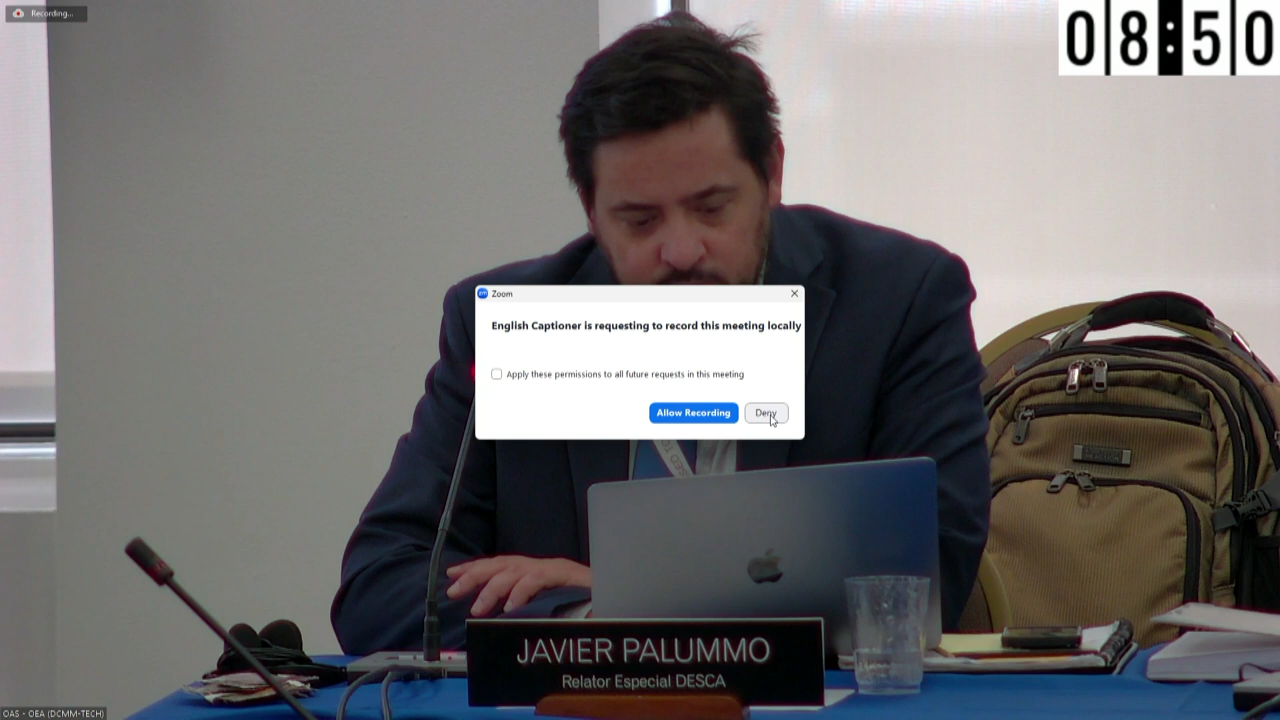 Recording...
08:50
Zoom
English Captioner is requesting to record this meeting locally
Apply these permissions to all future requests in this meeting
Allow Recording
Deny
JAVIER PALUMMO
Relator Especial DESCA
OAS - OEA (DCMM-TECH)